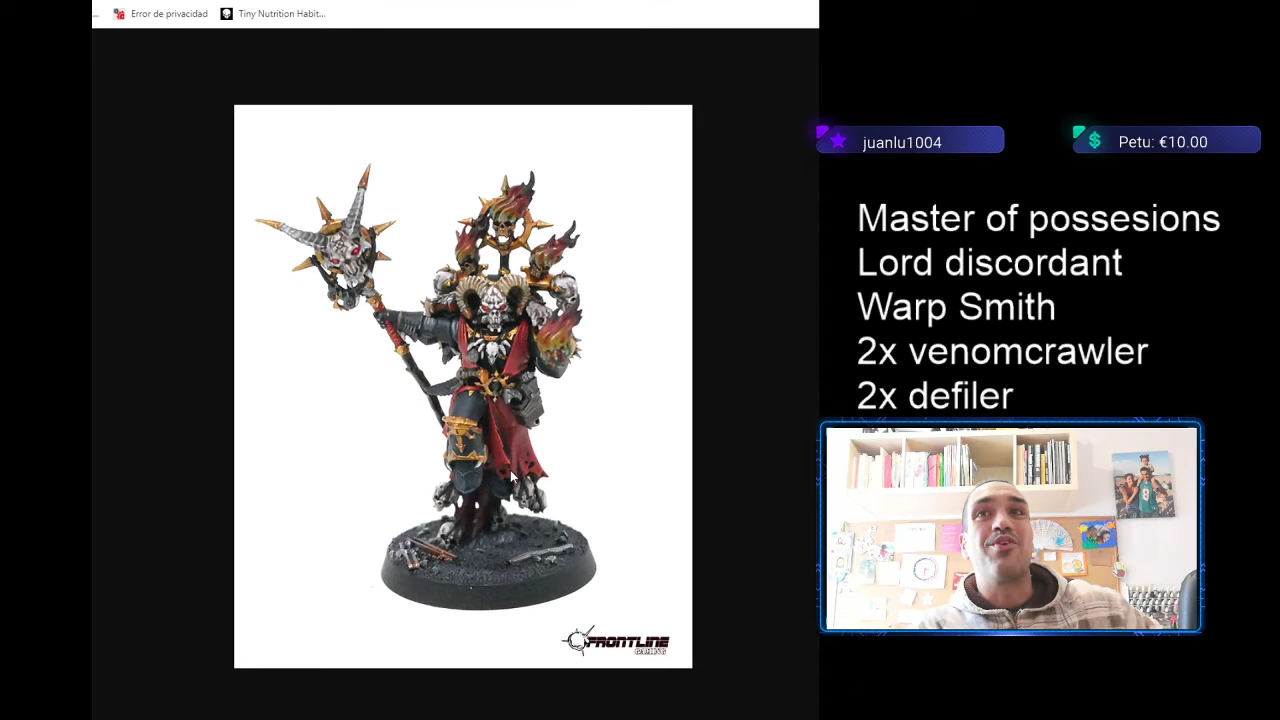 Error de privacidad
Tiny Nutrition Habit...
juanlu1004
Petu: €10.00
Master of possesions
Lord discordant
Warp Smith
2x venomcrawler
2x defiler
FRONTLINE
GAMING